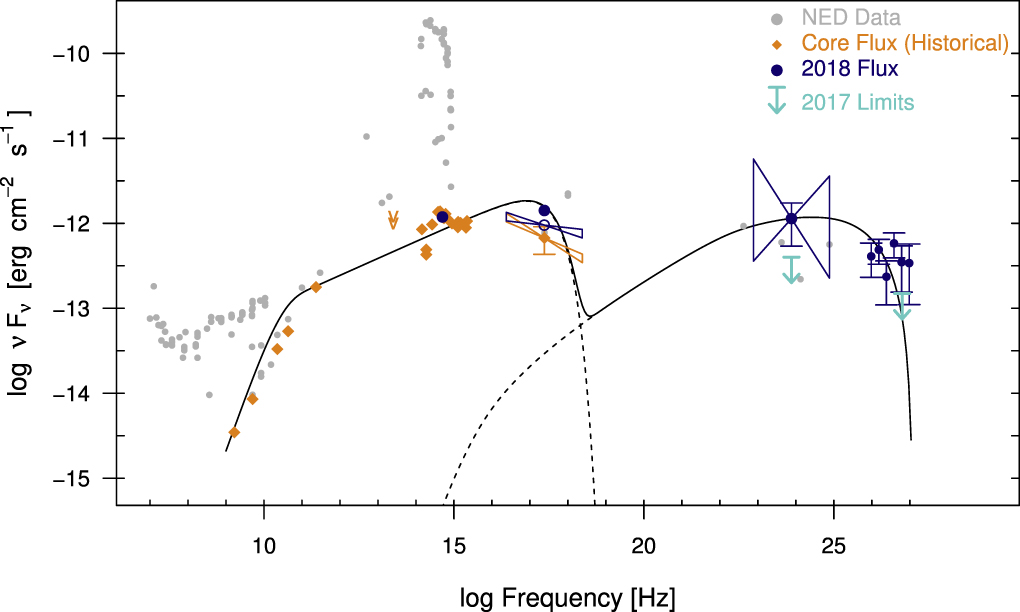 NED Data
Core Flux (Historical)
2018 Flux
2017 Limits
−10
−11
−12
−13
−14
−15
log νFν [erg cm−2 s−1]
10 15 20 25
log Frequency [Hz]